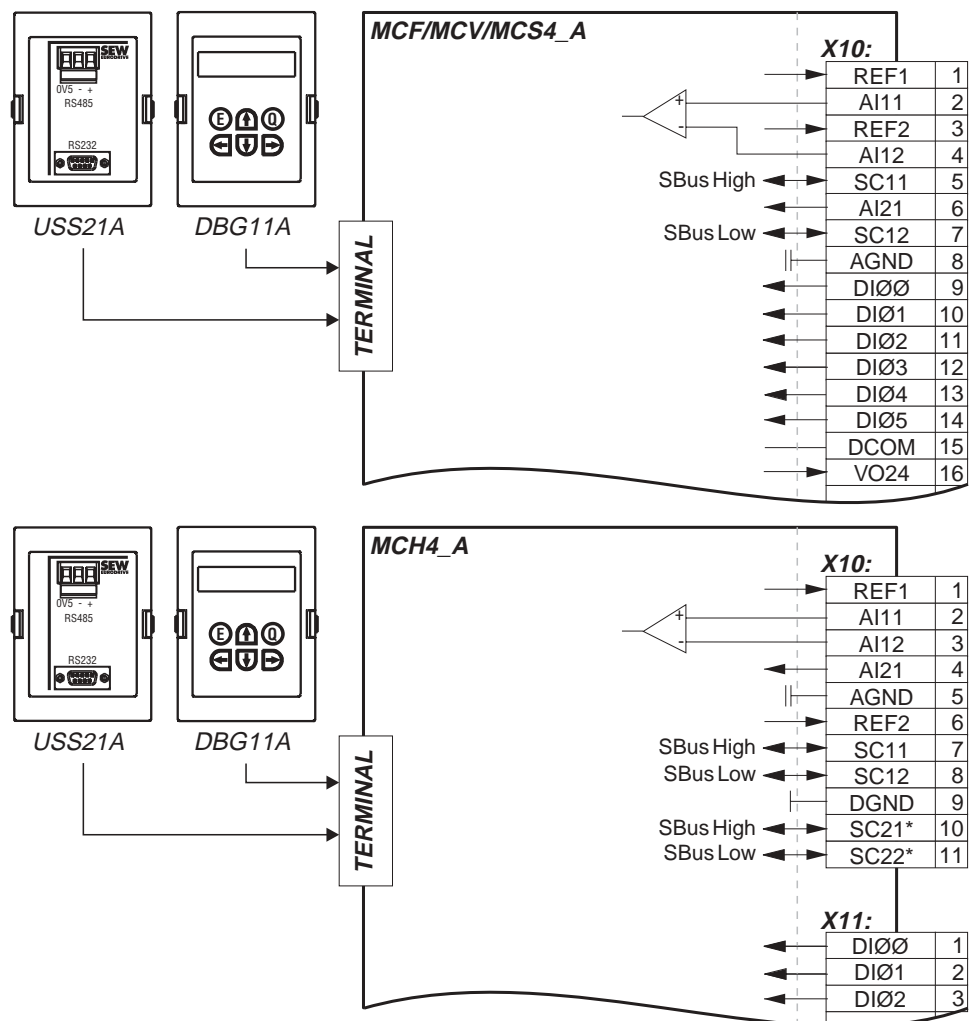 MCF/MCV/MCS4_A
X10:
SEW
EURODRIVE
0V5 - +
RS485
RS232
E Q
USS21A DBG11A
TERMINAL
+
-
REF1 1
AI11 2
REF2 3
AI12 4
SBus High SC11 5
AI21 6
SBus Low SC12 7
AGND 8
DIØØ 9
DIØ1 10
DIØ2 11
DIØ3 12
DIØ4 13
DIØ5 14
DCOM 15
VO24 16
MCH4_A
X10:
SEW
EURODRIVE
0V5 - +
RS485
RS232
E Q
USS21A DBG11A
TERMINAL
+
-
REF1 1
AI11 2
AI12 3
AI21 4
AGND 5
REF2 6
SBus High SC11 7
SBus Low SC12 8
DGND 9
SBus High SC21* 10
SBus Low SC22* 11
X11:
DIØØ 1
DIØ1 2
DIØ2 3